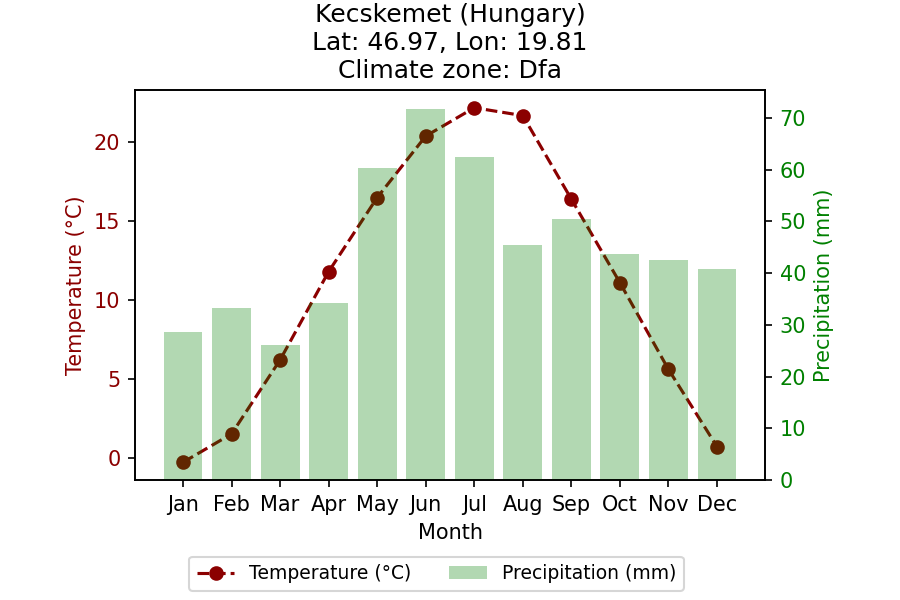 Kecskemet (Hungary)
Lat: 46.97, Lon: 19.81
Climate zone: Dfa
Temperature (°C)
20
15
10
5
0
Precipitation (mm)
70
60
50
40
30
20
10
0
Jan Feb Mar Apr May Jun Jul Aug Sep Oct Nov Dec
Month
Temperature (°C) Precipitation (mm)